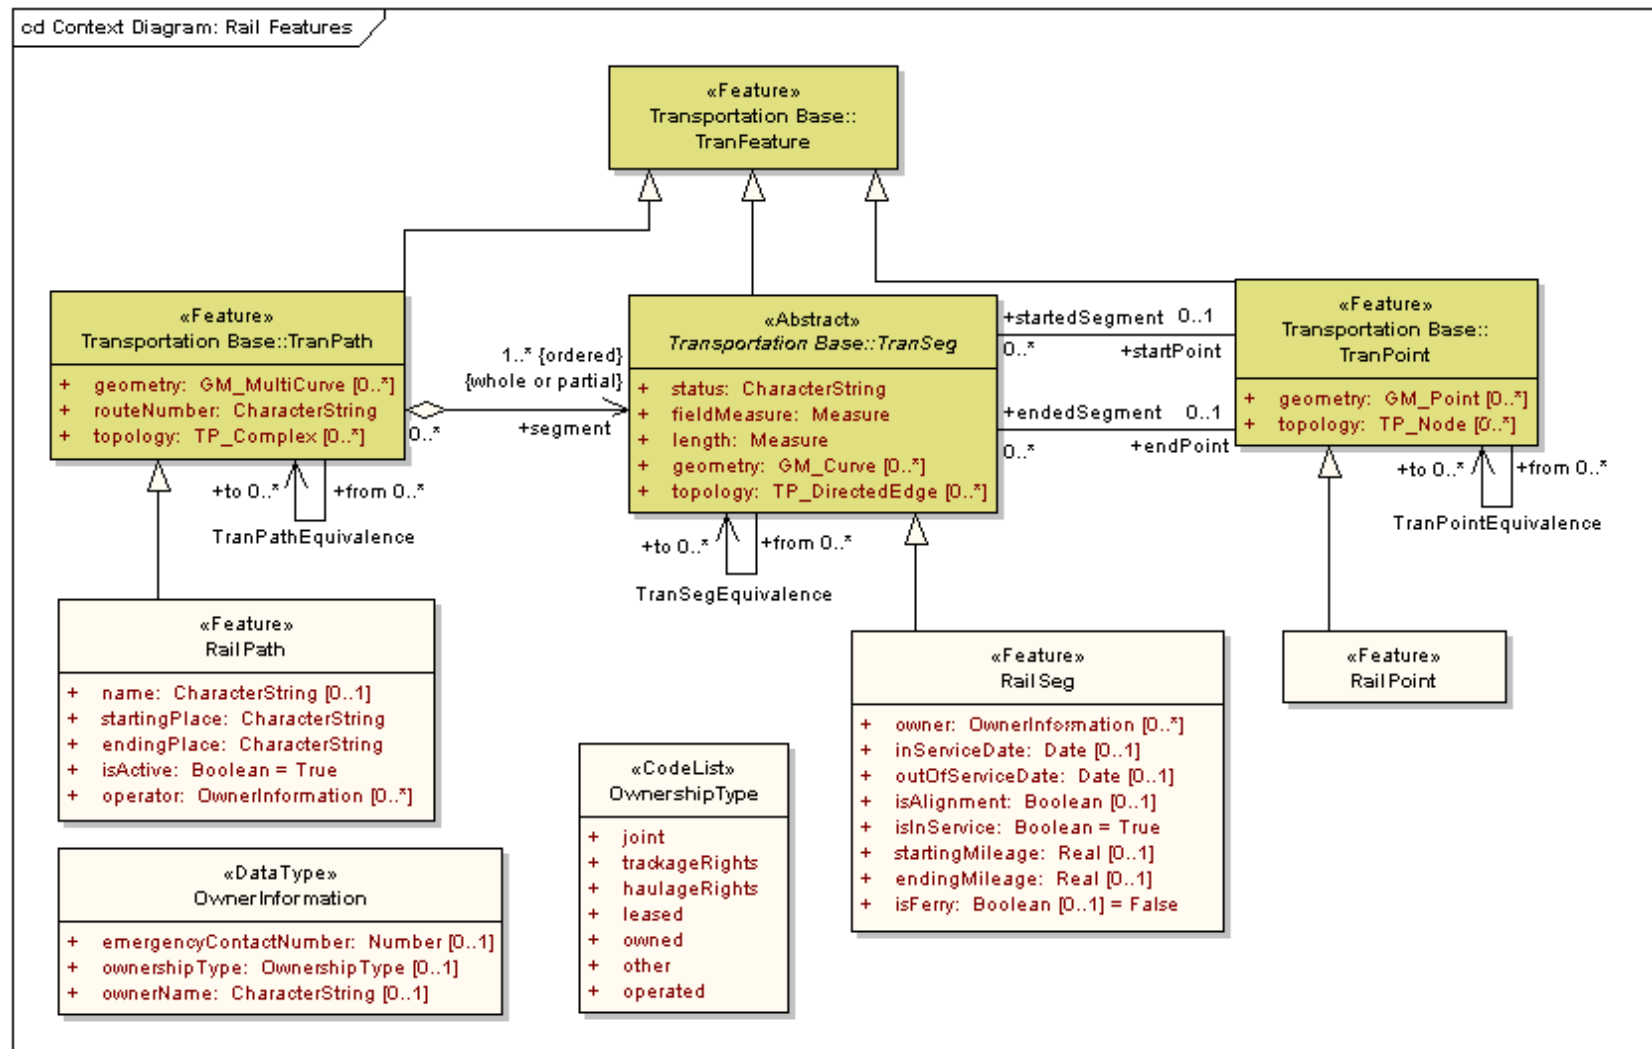 cd Context Diagram: Rail Features
«Feature»
Transportation Base::
TranFeature
«Feature»
Transportation Base::TranPath
+ geometry: GM_MultiCurve [0..*]
+ routeNumber: CharacterString
+ topology: TP_Complex [0..*]
1..* {ordered}
{whole or partial}
0..*
+segment
+to 0..*
+from 0..*
TranPathEquivalence
«Abstract»
Transportation Base::TranSeg
+ status: CharacterString
+ fieldMeasure: Measure
+ length: Measure
+ geometry: GM_Curve [0..*]
+ topology: TP_DirectedEdge [0..*]
+startedSegment 0..1
0..* +startPoint
+endedSegment 0..1
0..* +endPoint
+to 0..*
+from 0..*
TranSegEquivalence
«Feature»
Transportation Base::
TranPoint
+ geometry: GM_Point [0..*]
+ topology: TP_Node [0..*]
+to 0..*
+from 0..*
TranPointEquivalence
«Feature»
RailPath
+ name: CharacterString [0..1]
+ startingPlace: CharacterString
+ endingPlace: CharacterString
+ isActive: Boolean = True
+ operator: OwnerInformation [0..*]
«DataType»
OwnerInformation
+ emergencyContactNumber: Number [0..1]
+ ownershipType: OwnershipType [0..1]
+ ownerName: CharacterString [0..1]
«CodeList»
OwnershipType
+ joint
+ trackageRights
+ haulageRights
+ leased
+ owned
+ other
+ operated
«Feature»
RailSeg
+ owner: OwnerInformation [0..*]
+ inServiceDate: Date [0..1]
+ outOfServiceDate: Date [0..1]
+ isAlignment: Boolean [0..1]
+ isInService: Boolean = True
+ startingMileage: Real [0..1]
+ endingMileage: Real [0..1]
+ isFerry: Boolean [0..1] = False
«Feature»
RailPoint